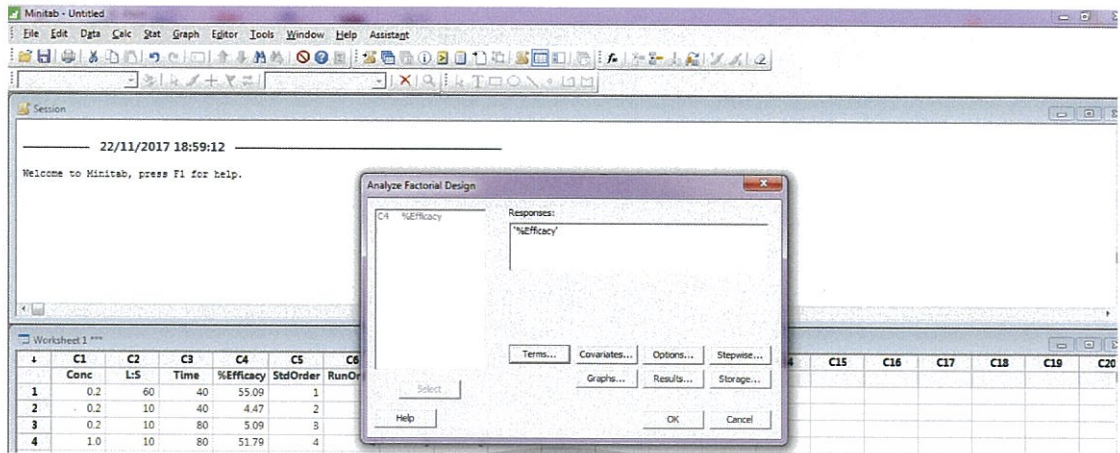 Minitab - Untitled
File Edit Data Calc Stat Graph Editor Tools Window Help Assistant
Session
22/11/2017 18:59:12
Welcome to Minitab, press F1 for help.
Analyze Factorial Design
C4 %Efficacy
Responses:
'%Efficacy'
Terms... Covariates... Options... Stepwise...
Graphs... Results... Storage...
Select
Help OK Cancel
Worksheet 1 ***
C1 C2 C3 C4 C5 C6 C15 C16 C17 C18 C19 C20
Conc L:S Time %Efficacy StdOrder RunOr
1 0.2 60 40 55.09 1
2 0.2 10 40 4.47 2
3 0.2 10 80 5.09 3
4 1.0 10 80 51.79 4